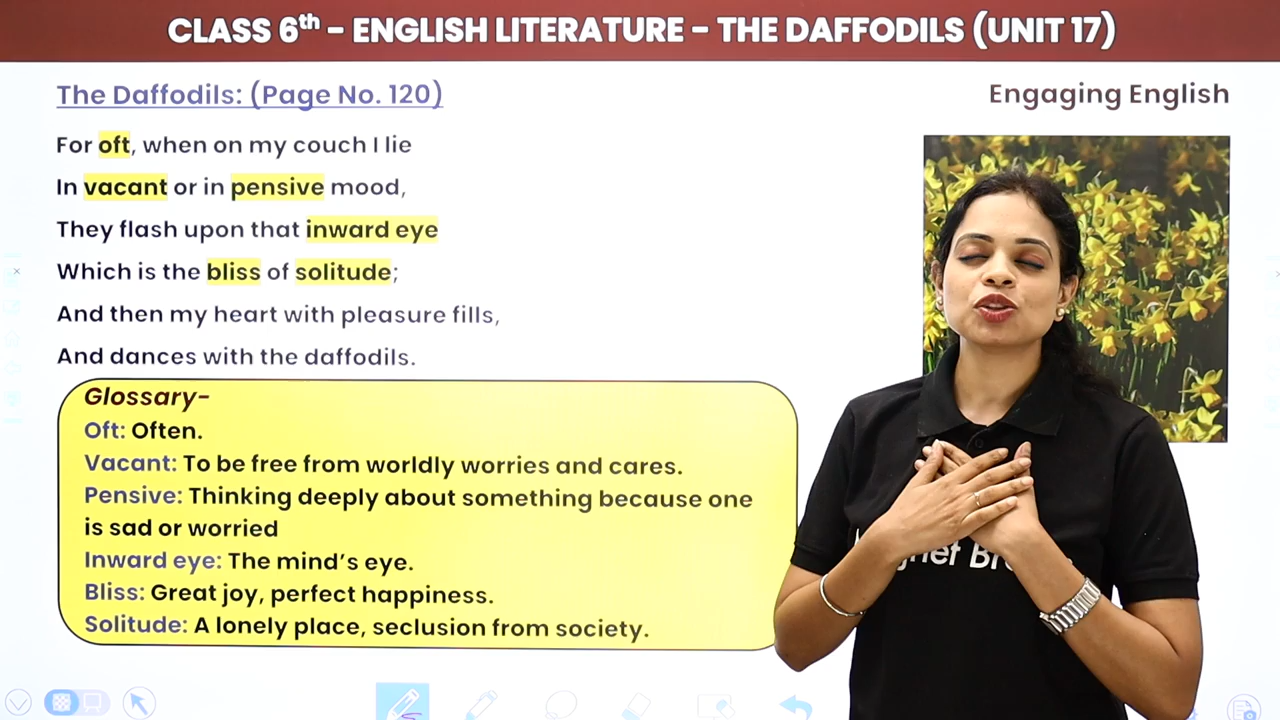 CLASS 6th - ENGLISH LITERATURE - THE DAFFODILS (UNIT 17)
The Daffodils: (Page No. 120)
Engaging English
For oft, when on my couch I lie
In vacant or in pensive mood,
They flash upon that inward eye
Which is the bliss of solitude;
And then my heart with pleasure fills,
And dances with the daffodils.
Glossary-
Oft: Often.
Vacant: To be free from worldly worries and cares.
Pensive: Thinking deeply about something because one
is sad or worried
Inward eye: The mind's eye.
Bliss: Great joy, perfect happiness.
Solitude: A lonely place, seclusion from society.